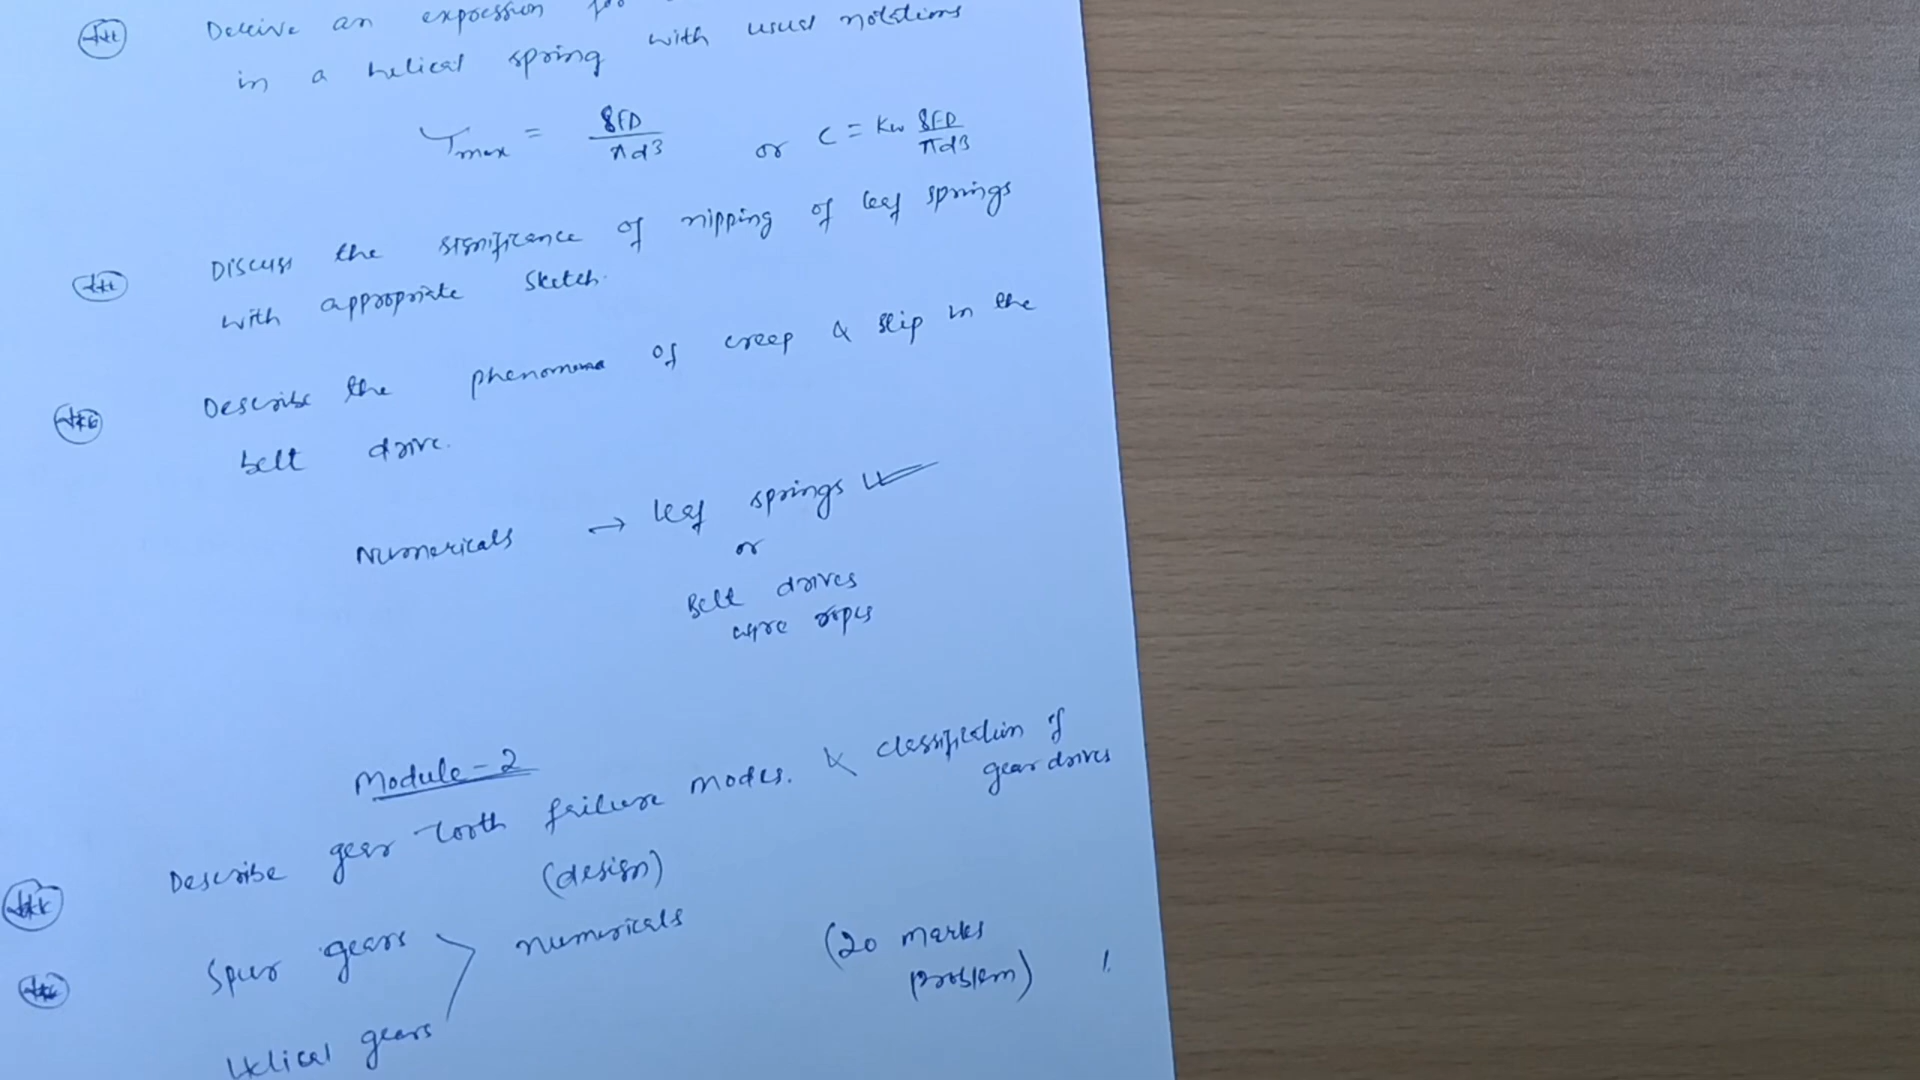 Derive an expression for
in a helical spring with usual notations
τmax = 8FD/πd3 or τ = Kw 8FD/πd3
Discuss the significance of nipping of leaf springs
with appropriate sketch.
Describe the phenomena of creep & slip in the
belt drive.
Numericals → leaf springs
or
Belt drives
wire ropes
Module-2
Describe gear tooth failure modes. & classification of
gear drives
(design)
Spur gears
numericals
(20 marks
problem)
Helical gears